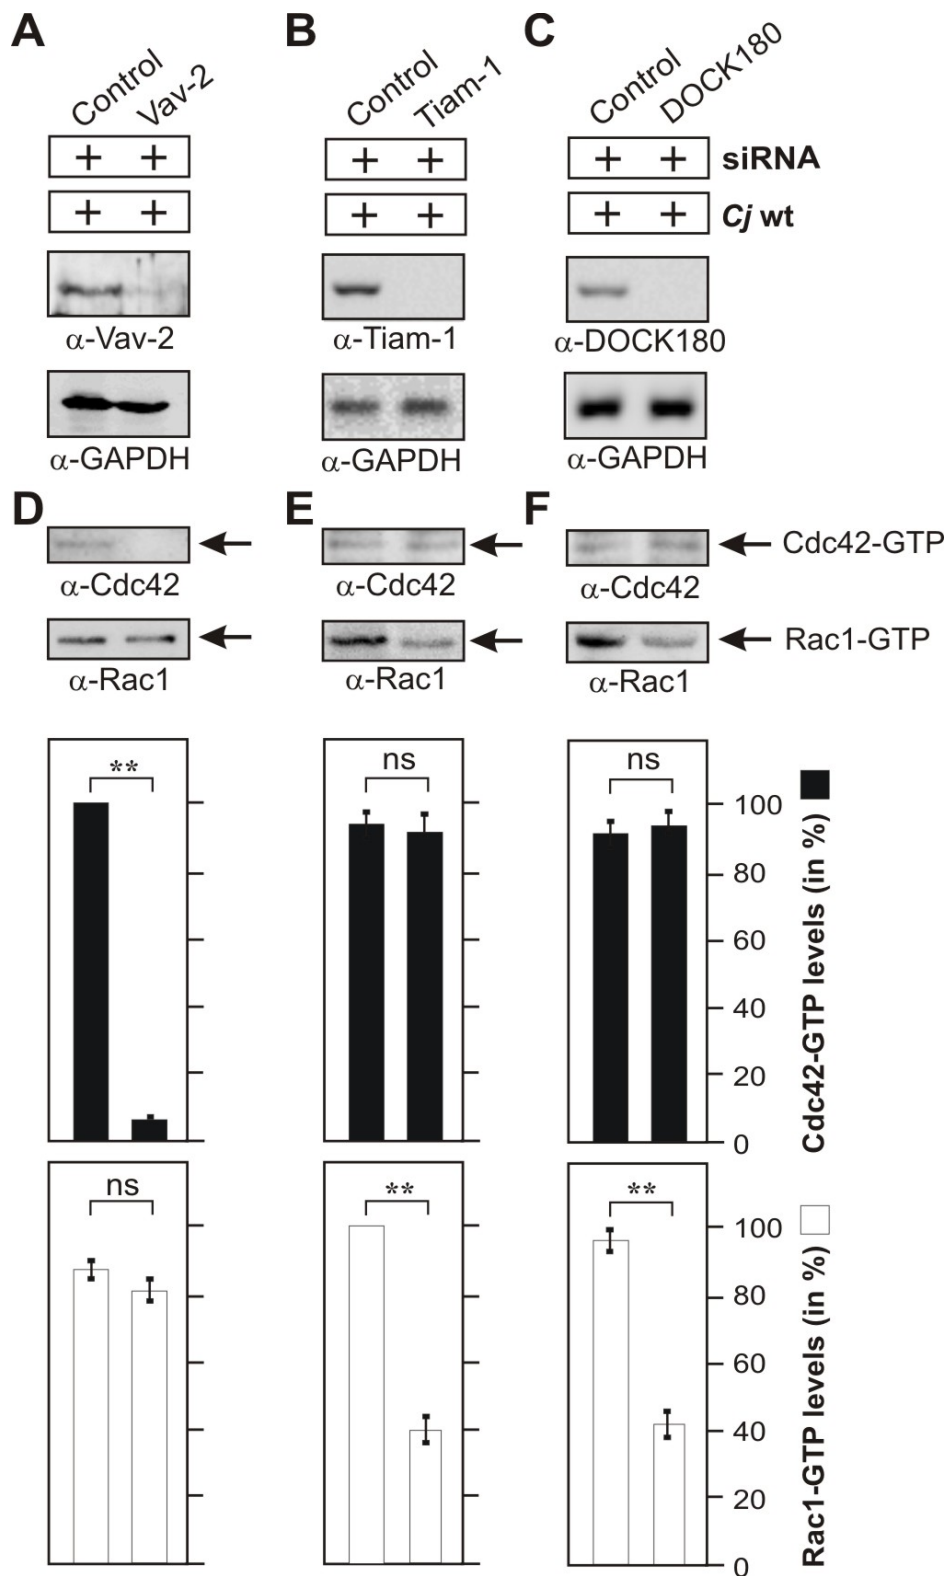 A
B
C
Control
Vav-2
Control
Tiam-1
Control
DOCK180
+ + + + + + siRNA
+ + + + + + Cj wt
α-Vav-2
α-Tiam-1
α-DOCK180
α-GAPDH
α-GAPDH
α-GAPDH
D
E
F
Cdc42-GTP
α-Cdc42
α-Cdc42
α-Cdc42
Rac1-GTP
α-Rac1
α-Rac1
α-Rac1
**
ns
ns
100
80
60
40
20
0
Cdc42-GTP levels (in %)
ns
**
**
100
80
60
40
20
0
Rac1-GTP levels (in %)